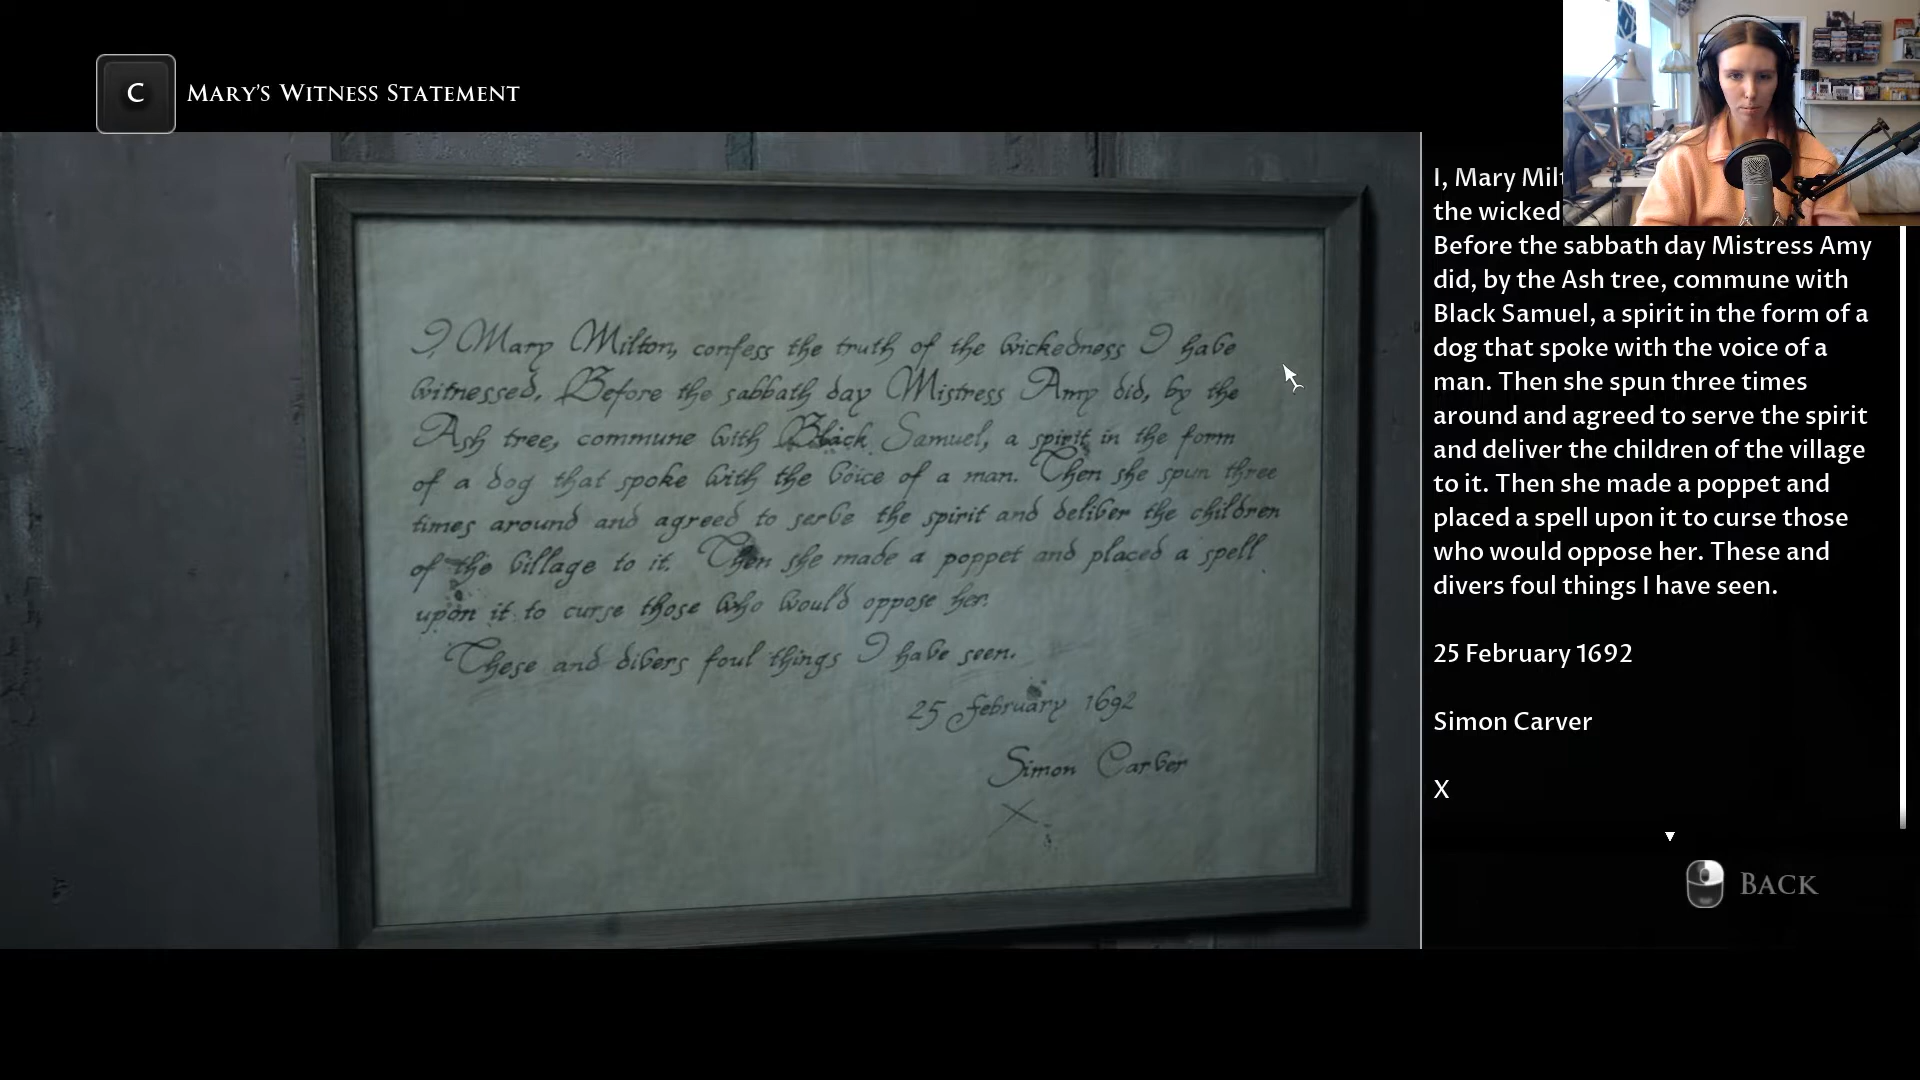 C
MARY'S WITNESS STATEMENT
I, Mary Milton, confess the truth of the wickedness I have
witnessed. Before the sabbath day Mistress Amy did, by the
Ash tree, commune with Black Samuel, a spirit in the form
of a dog that spoke with the voice of a man. Then she spun three
times around and agreed to serve the spirit and deliver the children
of the village to it. Then she made a poppet and placed a spell
upon it to curse those who would oppose her.
These and divers foul things I have seen.
25 February 1692
Simon Carver
X
I, Mary Milt
the wicked
Before the sabbath day Mistress Amy
did, by the Ash tree, commune with
Black Samuel, a spirit in the form of a
dog that spoke with the voice of a
man. Then she spun three times
around and agreed to serve the spirit
and deliver the children of the village
to it. Then she made a poppet and
placed a spell upon it to curse those
who would oppose her. These and
divers foul things I have seen.
25 February 1692
Simon Carver
X
BACK